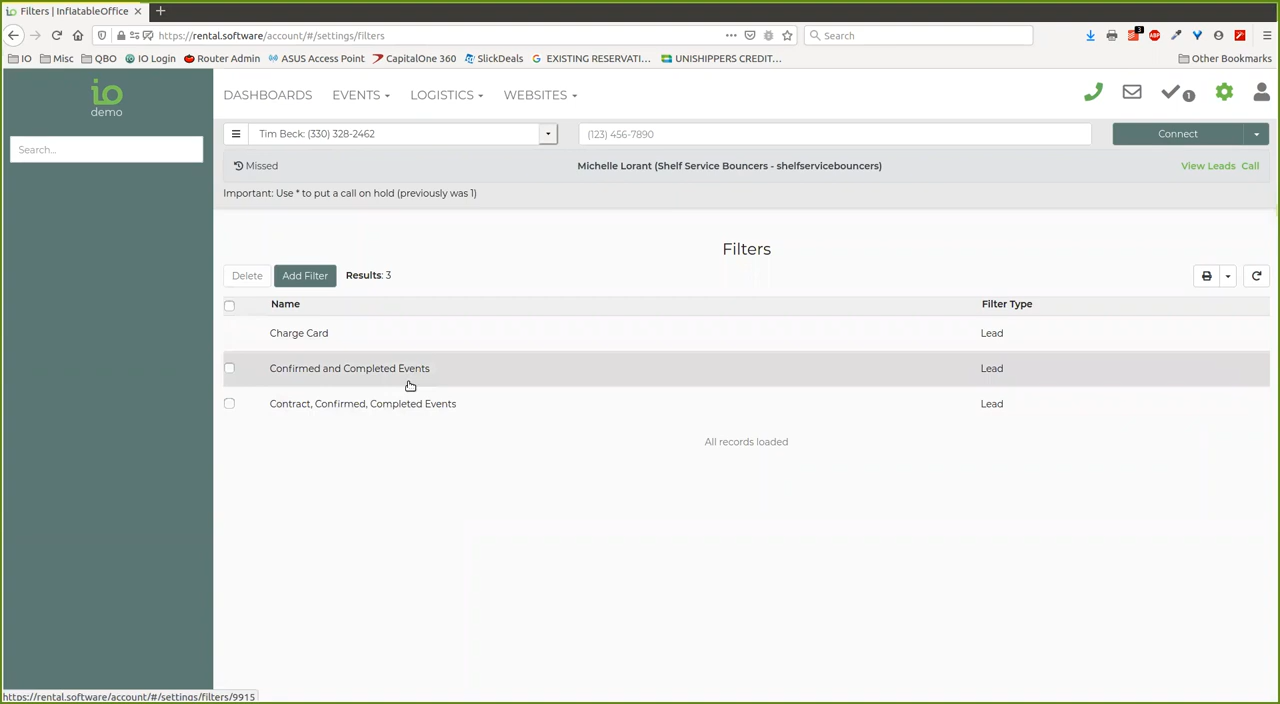 Filters | InflatableOffice
https://rental.software/account/#/settings/filters
Search
3
IO Misc QBO IO Login Router Admin ASUS Access Point CapitalOne 360 SlickDeals EXISTING RESERVATI... UNISHIPPERS CREDIT... Other Bookmarks
io
demo
DASHBOARDS EVENTS LOGISTICS WEBSITES 1
Search...
Tim Beck: (330) 328-2462 (123) 456-7890 Connect
Missed Michelle Lorant (Shelf Service Bouncers - shelfservicebouncers) View Leads Call
Important: Use * to put a call on hold (previously was 1)
Filters
Delete Add Filter Results: 3
Name Filter Type
Charge Card Lead
Confirmed and Completed Events Lead
Contract, Confirmed, Completed Events Lead
All records loaded
https://rental.software/account/#/settings/filters/9915